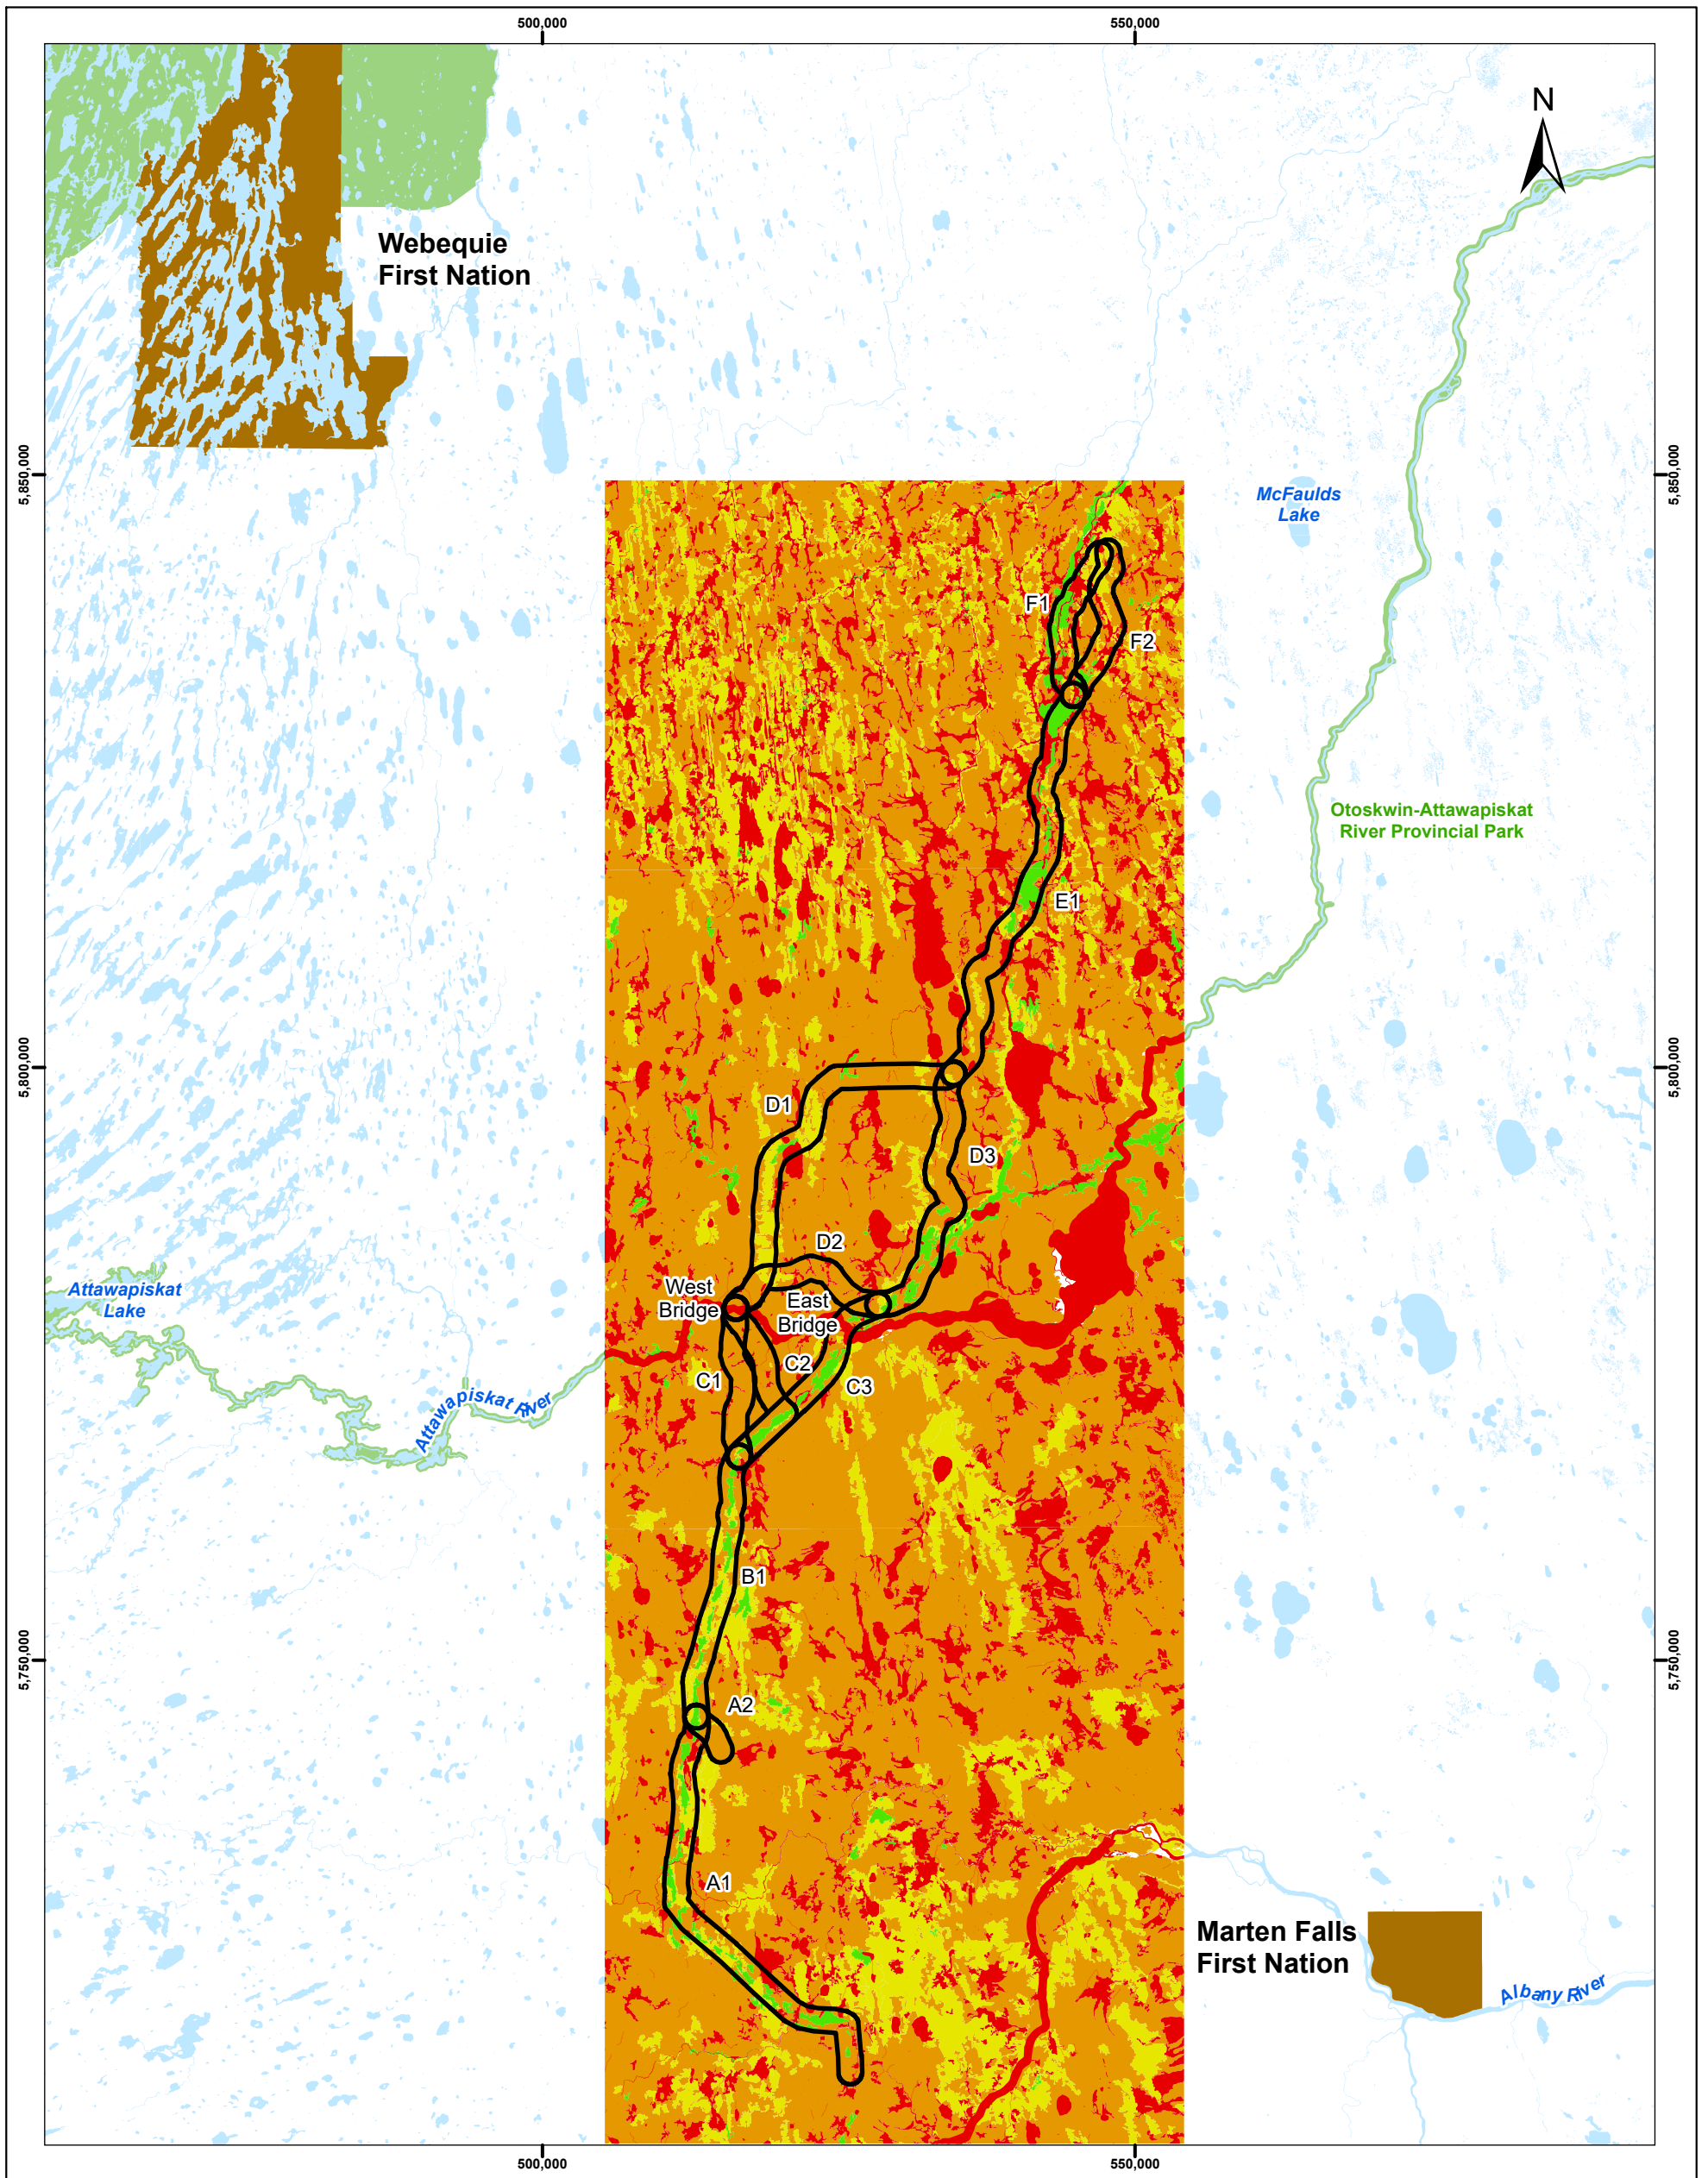 500,000
550,000
N
Webequie
First Nation
5,850,000
5,850,000
McFaulds
Lake
F1
F2
Otoskwin-Attawapiskat
River Provincial Park
E1
5,800,000
5,800,000
D1
D3
D2
West
Bridge
East
Bridge
Attawapiskat
Lake
C2
C1
C3
Attawapiskat River
B1
5,750,000
5,750,000
A2
A1
Marten Falls
First Nation
Albany River
500,000
550,000